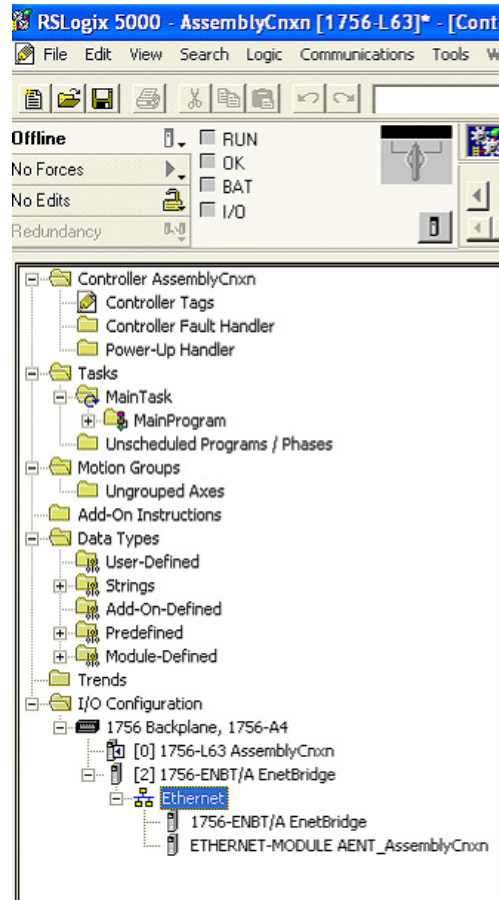 RSLogix 5000 - AssemblyCnxn [1756-L63]* - [Cont
File Edit View Search Logic Communications Tools W
Offline
RUN
No Forces
OK
BAT
No Edits
I/O
Redundancy
Controller AssemblyCnxn
Controller Tags
Controller Fault Handler
Power-Up Handler
Tasks
MainTask
MainProgram
Unscheduled Programs / Phases
Motion Groups
Ungrouped Axes
Add-On Instructions
Data Types
User-Defined
Strings
Add-On-Defined
Predefined
Module-Defined
Trends
I/O Configuration
1756 Backplane, 1756-A4
[0] 1756-L63 AssemblyCnxn
[2] 1756-ENBT/A EnetBridge
Ethernet
1756-ENBT/A EnetBridge
ETHERNET-MODULE AENT_AssemblyCnxn